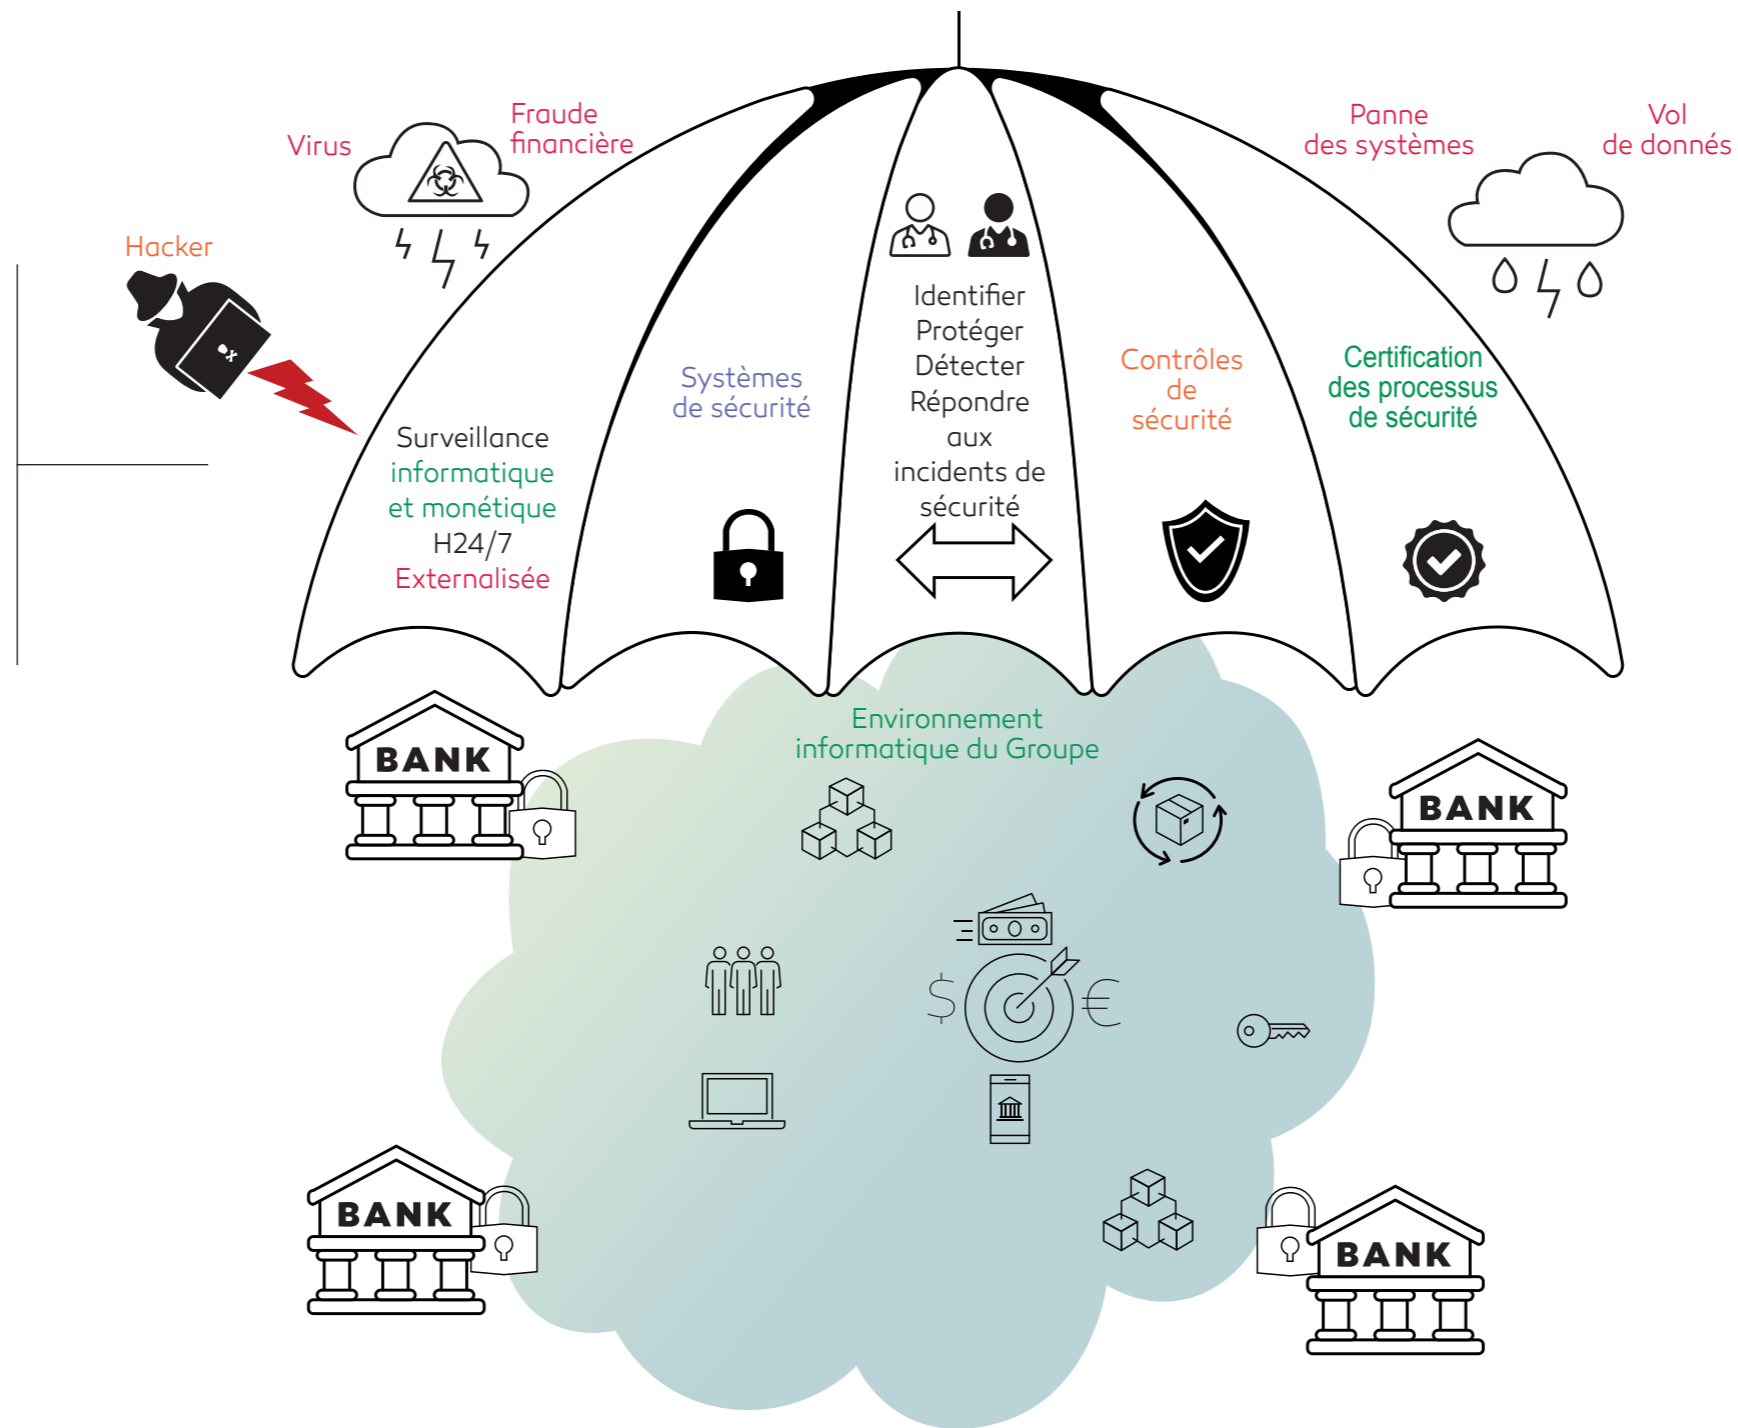 Virus
Fraude
financière
Panne
des systèmes
Vol
de donnés
Hacker
Surveillance
informatique
et monétique
H24/7
Externalisée
Systèmes
de sécurité
Identifier
Protéger
Détecter
Répondre
aux
incidents de
sécurité
Contrôles
de
sécurité
Certification
des processus
de sécurité
Environnement
informatique du Groupe
BANK
BANK
$ €
BANK
BANK